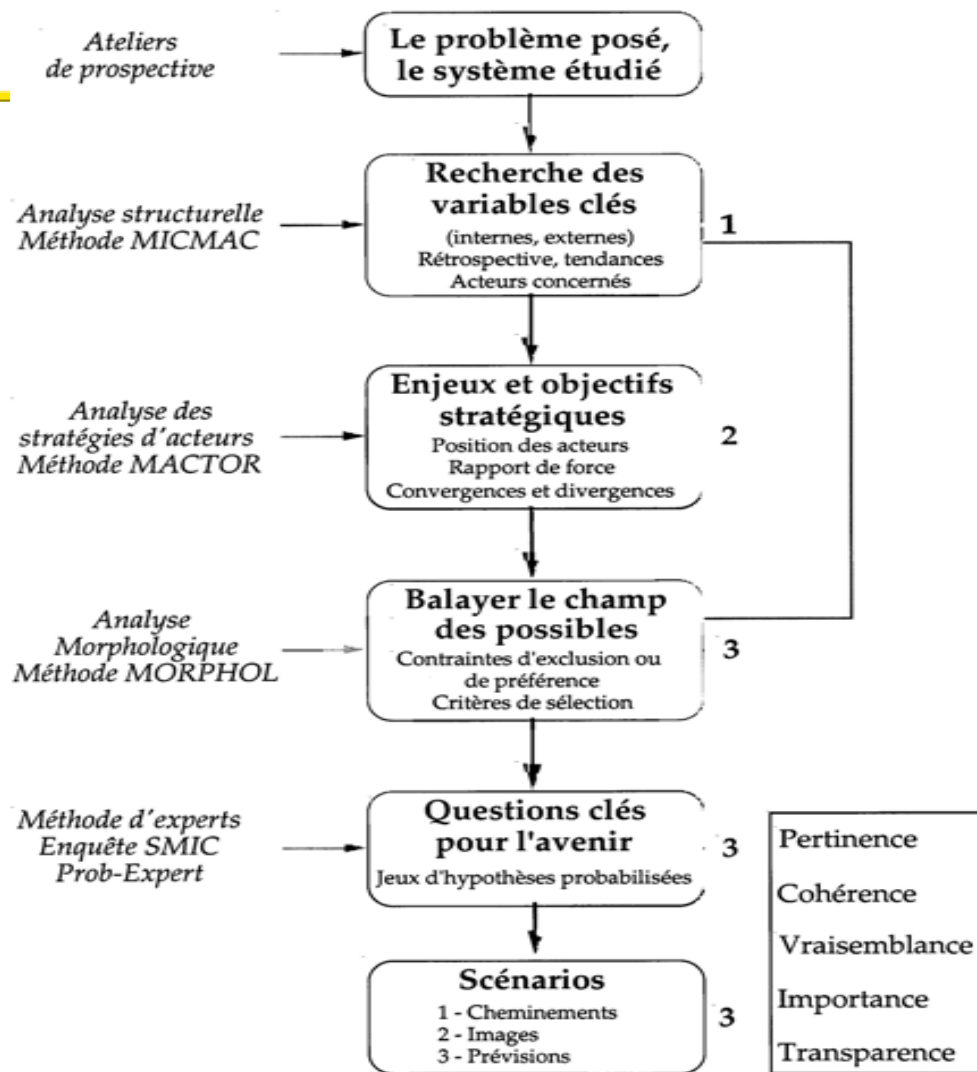 Ateliers
de prospective
Le problème posé,
le système étudié
Analyse structurelle
Méthode MICMAC
Recherche des
variables clés
(internes, externes)
Rétrospective, tendances
Acteurs concernés
1
Analyse des
stratégies d'acteurs
Méthode MACTOR
Enjeux et objectifs
stratégiques
Position des acteurs
Rapport de force
Convergences et divergences
2
Analyse
Morphologique
Méthode MORPHOL
Balayer le champ
des possibles
Contraintes d'exclusion ou
de préférence
Critères de sélection
3
Méthode d'experts
Enquête SMIC
Prob-Expert
Questions clés
pour l'avenir
Jeux d'hypothèses probabilisées
3
Scénarios
1 - Cheminements
2 - Images
3 - Prévisions
3
Pertinence
Cohérence
Vraisemblance
Importance
Transparence